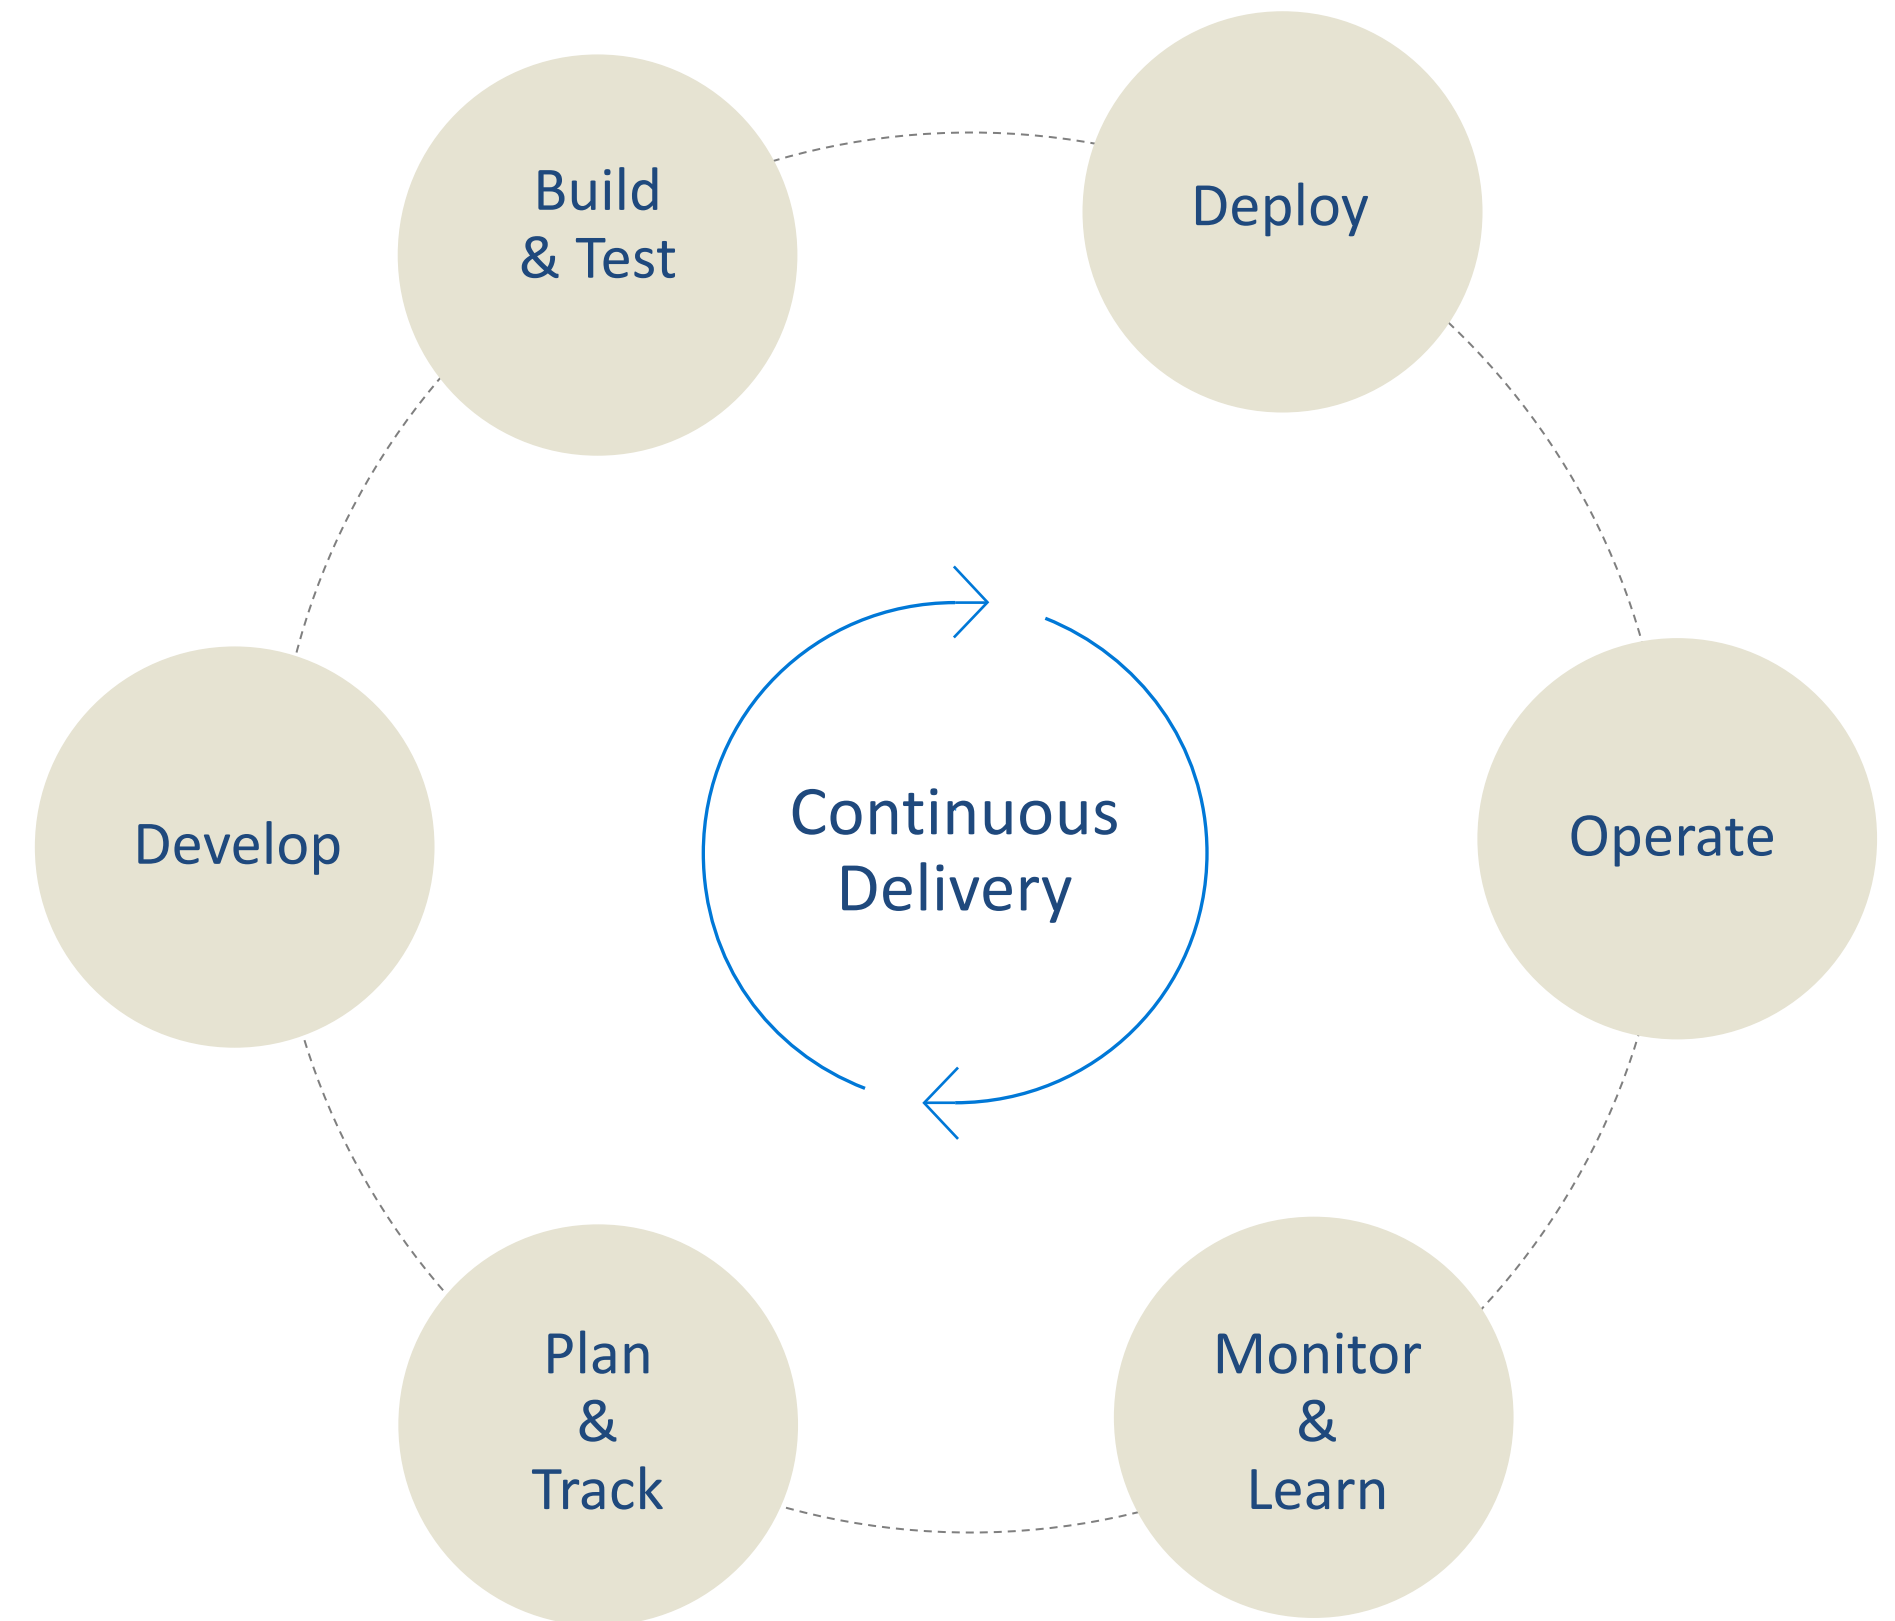 Build
& Test
Deploy
Develop
Continuous
Delivery
Operate
Plan
&
Track
Monitor
&
Learn